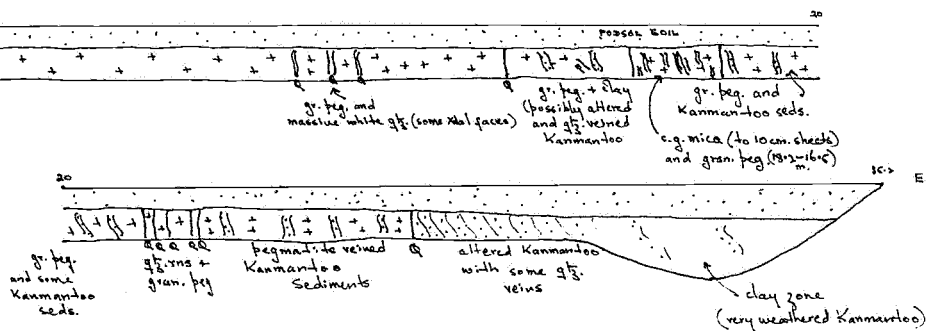 20
PODSOL SOIL
Q
Q
Q
Q
gr. peg. and
massive white qtz. (some xtal faces)
gr. peg. + clay
(possibly altered
and qtz. veined
Kanmantoo
gr. peg. and
Kanmantoo seds.
c.g. mica (to 10cm. sheets)
and gran. peg
m.
20
E
gr. peg.
and some
Kanmantoo
seds.
Q Q Q Q Q
qtz. vns +
gran. peg
pegmatite veined
Kanmantoo
Sediments
Q
altered Kanmantoo
with some qtz.
veins
clay zone
(very weathered Kanmantoo)